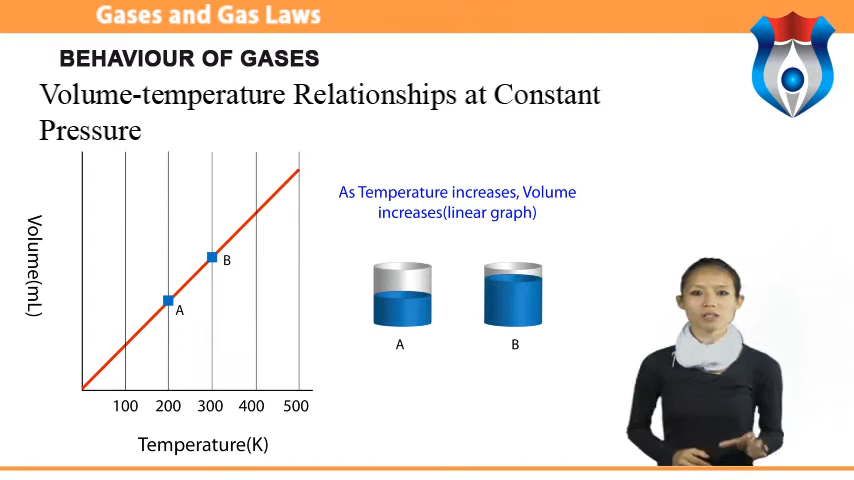 Gases and Gas Laws
BEHAVIOUR OF GASES
Volume-temperature Relationships at Constant
Pressure
Volume(mL)
B
A
100 200 300 400 500
Temperature(K)
As Temperature increases, Volume
increases(linear graph)
A B